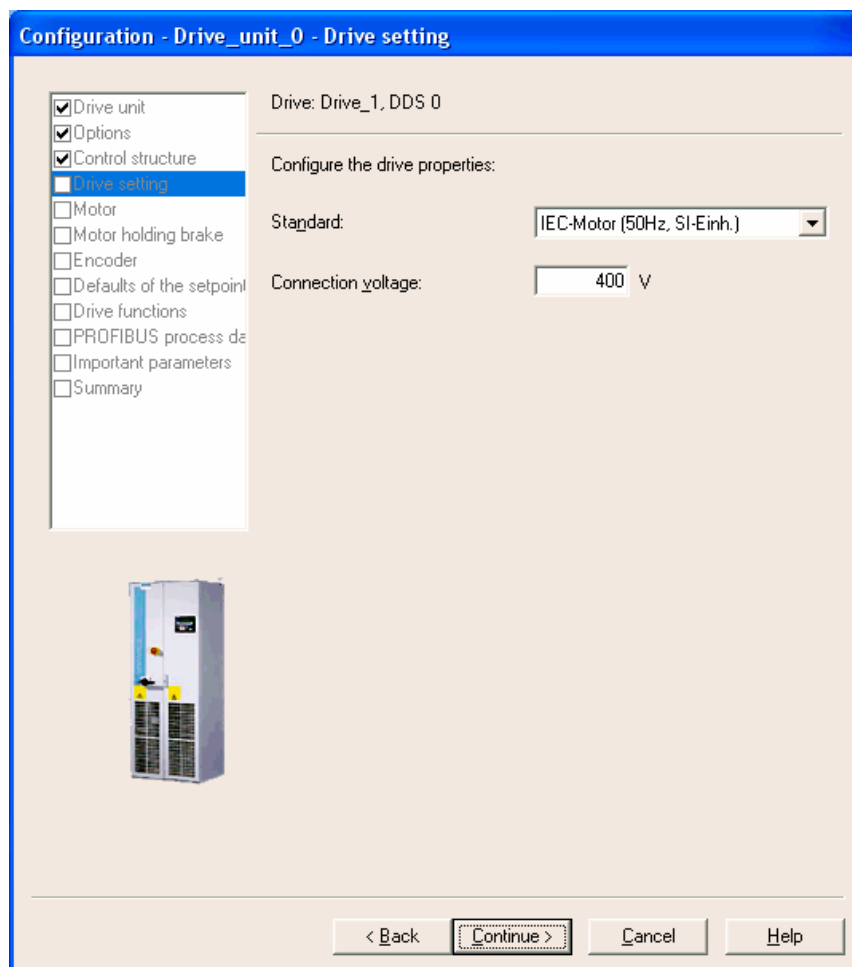 Configuration - Drive_unit_0 - Drive setting
Drive unit
Options
Control structure
Drive setting
Motor
Motor holding brake
Encoder
Defaults of the setpoint
Drive functions
PROFIBUS process da
Important parameters
Summary
Drive: Drive_1, DDS 0
Configure the drive properties:
Standard: IEC-Motor (50Hz, SI-Einh.)
Connection voltage: 400 V
< Back Continue > Cancel Help